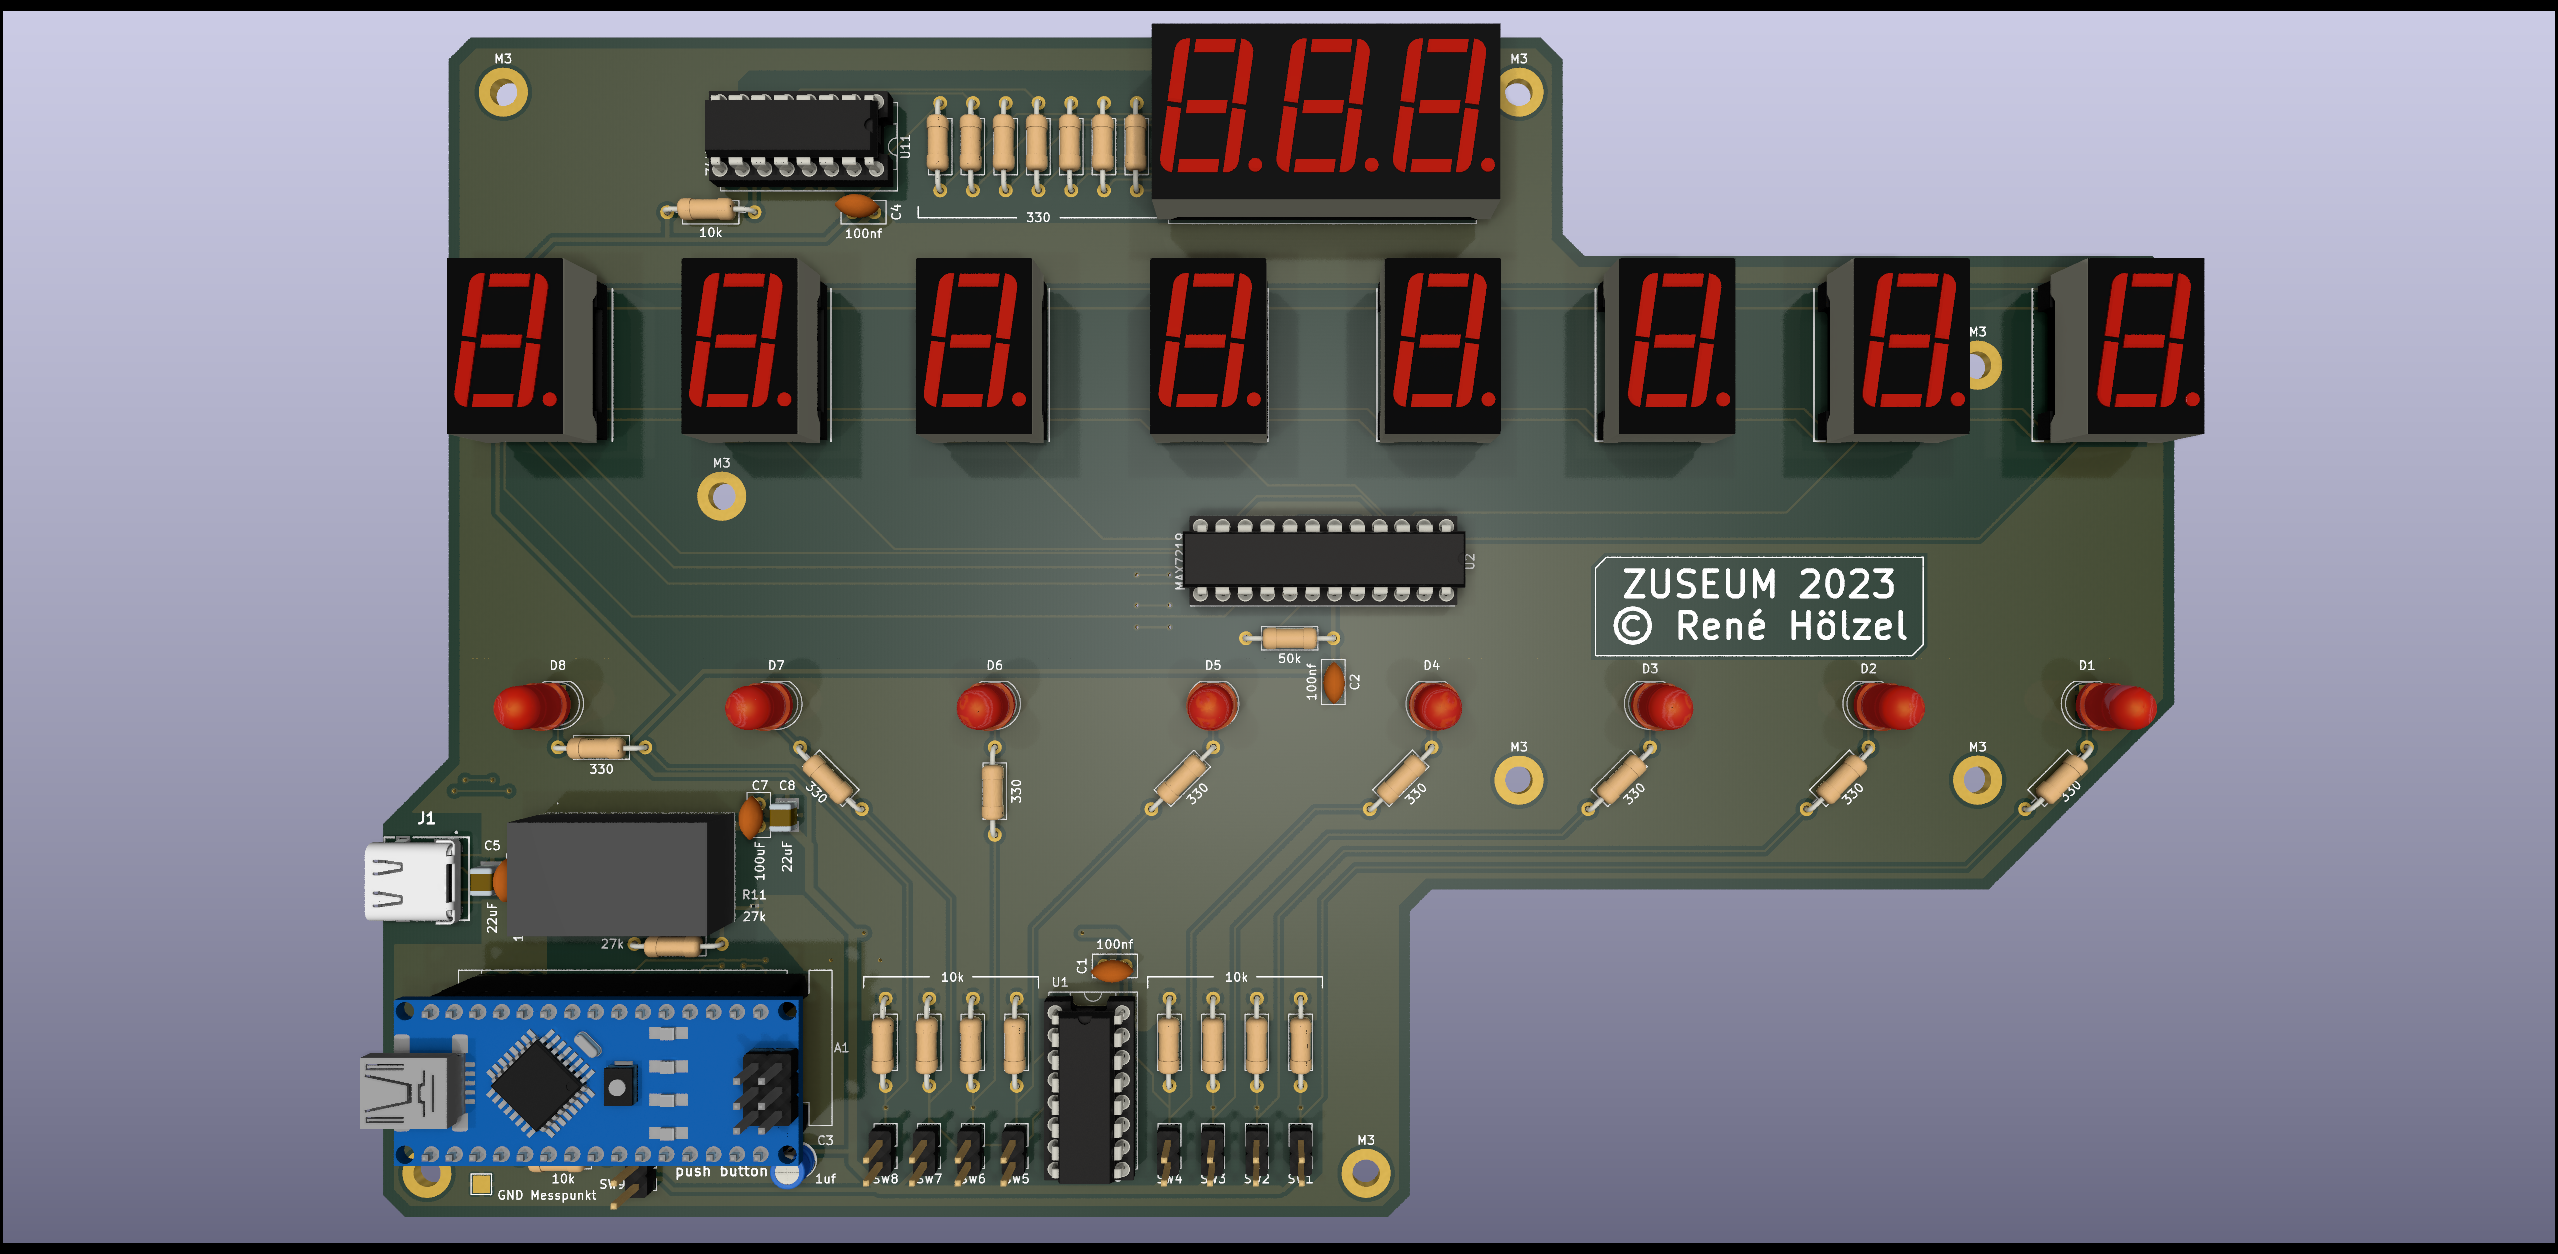 M3
M3
U11
10k
100nf
C4
330
M3
M3
MAX7219
U2
ZUSEUM 2023
© René Hölzel
50k
100nf
C2
D8
D7
D6
D5
D4
D3
D2
D1
330
330
330
330
330
330
330
330
M3
M3
C7
C8
100uF
22uF
J1
C5
22uF
R11
27k
27k
1
100nf
C1
10k
10k
U1
A1
C3
1uf
push button
10k
SW9
GND Messpunkt
SW8
SW7
SW6
SW5
SW4
SW3
SW2
SW1
M3